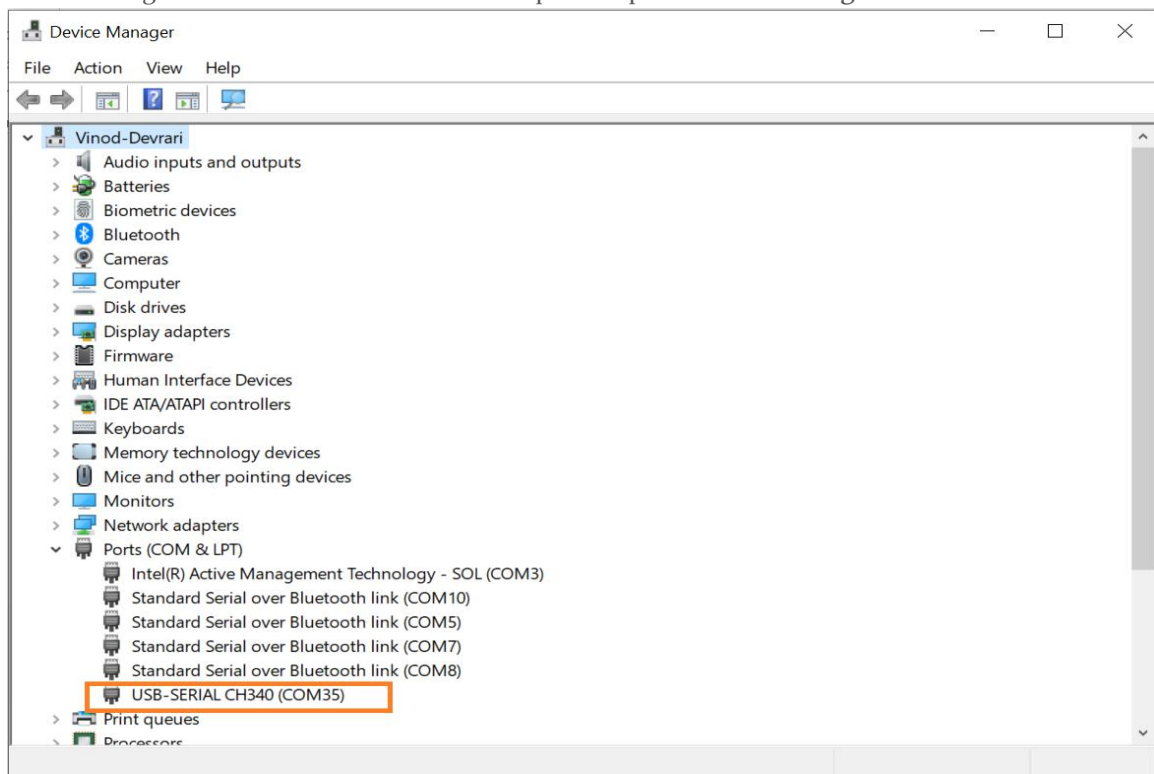 Device Manager
File Action View Help
Vinod-Devrari
Audio inputs and outputs
Batteries
Biometric devices
Bluetooth
Cameras
Computer
Disk drives
Display adapters
Firmware
Human Interface Devices
IDE ATA/ATAPI controllers
Keyboards
Memory technology devices
Mice and other pointing devices
Monitors
Network adapters
Ports (COM & LPT)
Intel(R) Active Management Technology - SOL (COM3)
Standard Serial over Bluetooth link (COM10)
Standard Serial over Bluetooth link (COM5)
Standard Serial over Bluetooth link (COM7)
Standard Serial over Bluetooth link (COM8)
USB-SERIAL CH340 (COM35)
Print queues
Processors